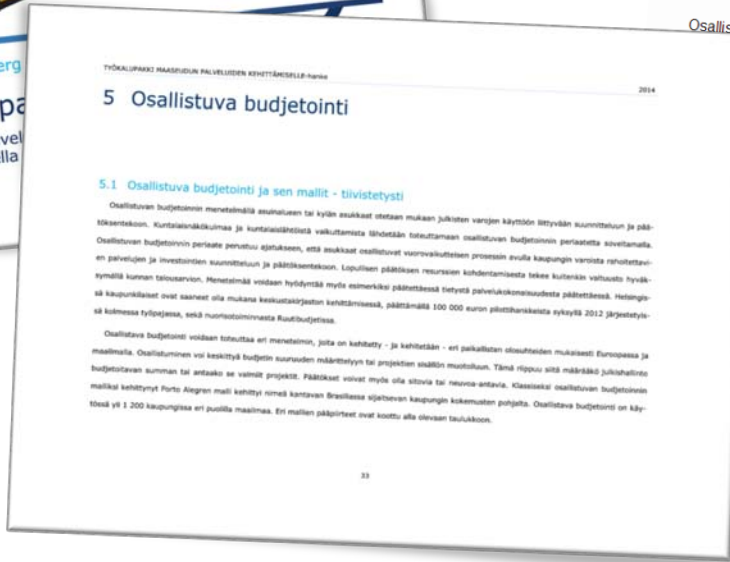 Osallis
erg
pa
vel
lla
TYÖKALUPAKKI MAASEUDUN PALVELUIDEN KEHITTÄMISELLE-hanke
2014
5 Osallistuva budjetointi
5.1 Osallistuva budjetointi ja sen mallit - tiivistetysti
Osallistuvan budjetoinnin menetelmällä asuinalueen tai kylän asukkaat otetaan mukaan julkisten varojen käyttöön liittyvään suunnitteluun ja pää-
töksentekoon. Kuntalaisnäkökulmaa ja kuntalaislähtöistä vaikuttamista lähdetään toteuttamaan osallistuvan budjetoinnin periaatetta soveltamalla.
Osallistuvan budjetoinnin periaate perustuu ajatukseen, että asukkaat osallistuvat vuorovaikutteisen prosessin avulla kaupungin varoista rahoitettavi-
en palvelujen ja investointien suunnitteluun ja päätöksentekoon. Lopullisen päätöksen resurssien kohdentamisesta tekee kuitenkin valtuusto hyväk-
symällä kunnan talousarvion. Menetelmää voidaan hyödyntää myös esimerkiksi päätettäessä tietystä palvelukokonaisuudesta päätettäessä. Helsingis-
sä kaupunkilaiset ovat saaneet olla mukana keskustakirjaston kehittämisessä, päättämällä 100 000 euron pilottihankkeista syksyllä 2012 järjestetyis-
sä kolmessa työpajassa, sekä nuorisotoiminnasta Ruutibudjetissa.
Osallistava budjetointi voidaan toteuttaa eri menetelmin, joita on kehitetty - ja kehitetään - eri paikallisten olosuhteiden mukaisesti Euroopassa ja
maailmalla. Osallistuminen voi keskittyä budjetin suuruuden määrittelyyn tai projektien sisällön muotoiluun. Tämä riippuu siitä määrääkö julkishallinto
budjetoitavan summan tai antaako se valmiit projektit. Päätökset voivat myös olla sitovia tai neuvoa-antavia. Klassiseksi osallistuvan budjetoinnin
malliksi kehittynyt Porto Alegren malli kehittyi nimeä kantavan Brasiliassa sijaitsevan kaupungin kokemusten pohjalta. Osallistava budjetointi on käy-
tössä yli 1 200 kaupungissa eri puolilla maailmaa. Eri mallien pääpiirteet ovat koottu alla olevaan taulukkoon.
33